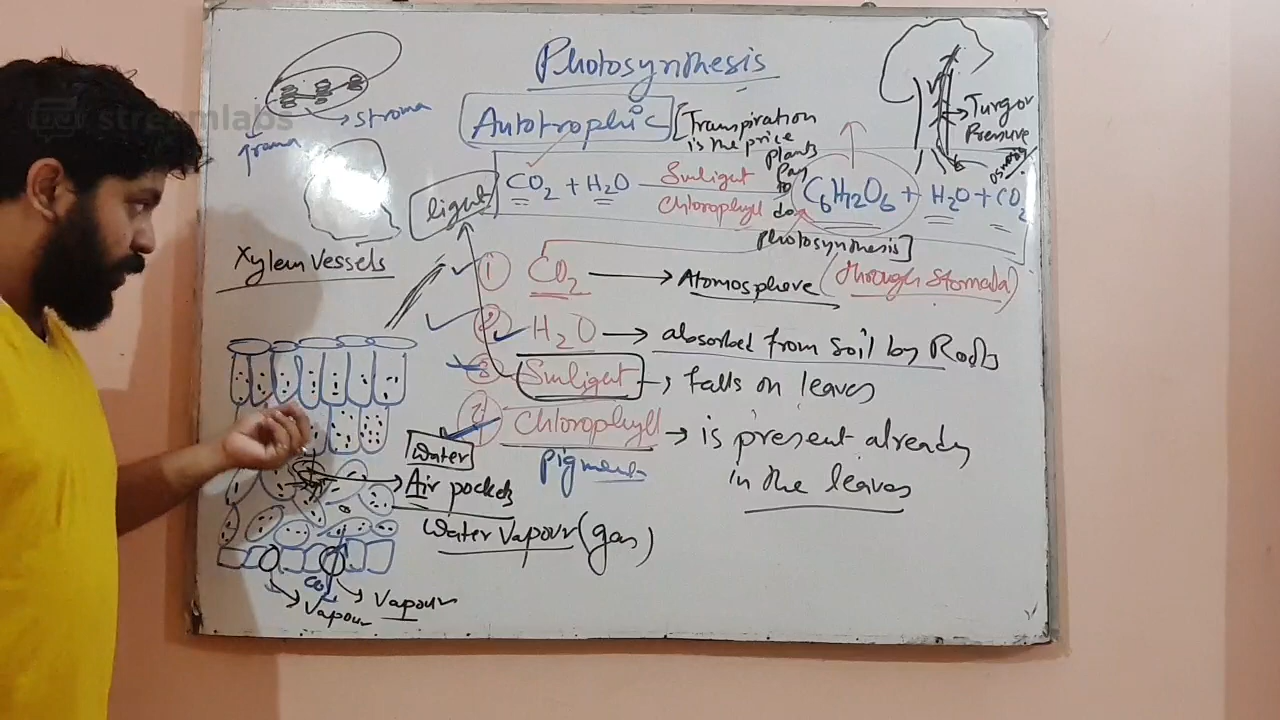 streamlabs
Photosynthesis
stroma
grana
Autotrophic
[Transpiration
is the price
plants
Pay
to
do
photosynthesis]
Turgor
Pressure
Osmosis
light
CO2 + H2O
Sunlight
Chlorophyll
C6H12O6 + H2O + CO2
Xylem Vessels
1 CO2 → Atomosphere (through Stomata)
2 H2O → absorbed from soil by Roots
3 Sunlight → falls on leaves
4 Chlorophyll → is present already
in the leaves
pigment
Water
Air pockets
Water Vapour (gas)
CO2
Vapour
Vapour